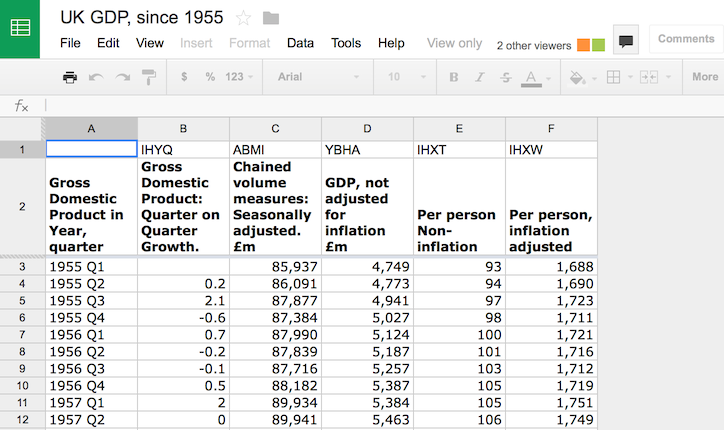 UK GDP, since 1955
File Edit View Insert Format Data Tools Help View only 2 other viewers Comments
$ % 123 Arial 10 B I S A More
fx
A B C D E F
1 IHYQ ABMI YBHA IHXT IHXW
2 Gross Domestic Product in Year, quarter Gross Domestic Product: Quarter on Quarter Growth. Chained volume measures: Seasonally adjusted. £m GDP, not adjusted for inflation £m Per person Non-inflation Per person, inflation adjusted
3 1955 Q1 85,937 4,749 93 1,688
4 1955 Q2 0.2 86,091 4,773 94 1,690
5 1955 Q3 2.1 87,877 4,941 97 1,723
6 1955 Q4 -0.6 87,384 5,027 98 1,711
7 1956 Q1 0.7 87,990 5,124 100 1,721
8 1956 Q2 -0.2 87,839 5,187 101 1,716
9 1956 Q3 -0.1 87,716 5,257 103 1,712
10 1956 Q4 0.5 88,182 5,387 105 1,719
11 1957 Q1 2 89,934 5,384 105 1,751
12 1957 Q2 0 89,941 5,463 106 1,749